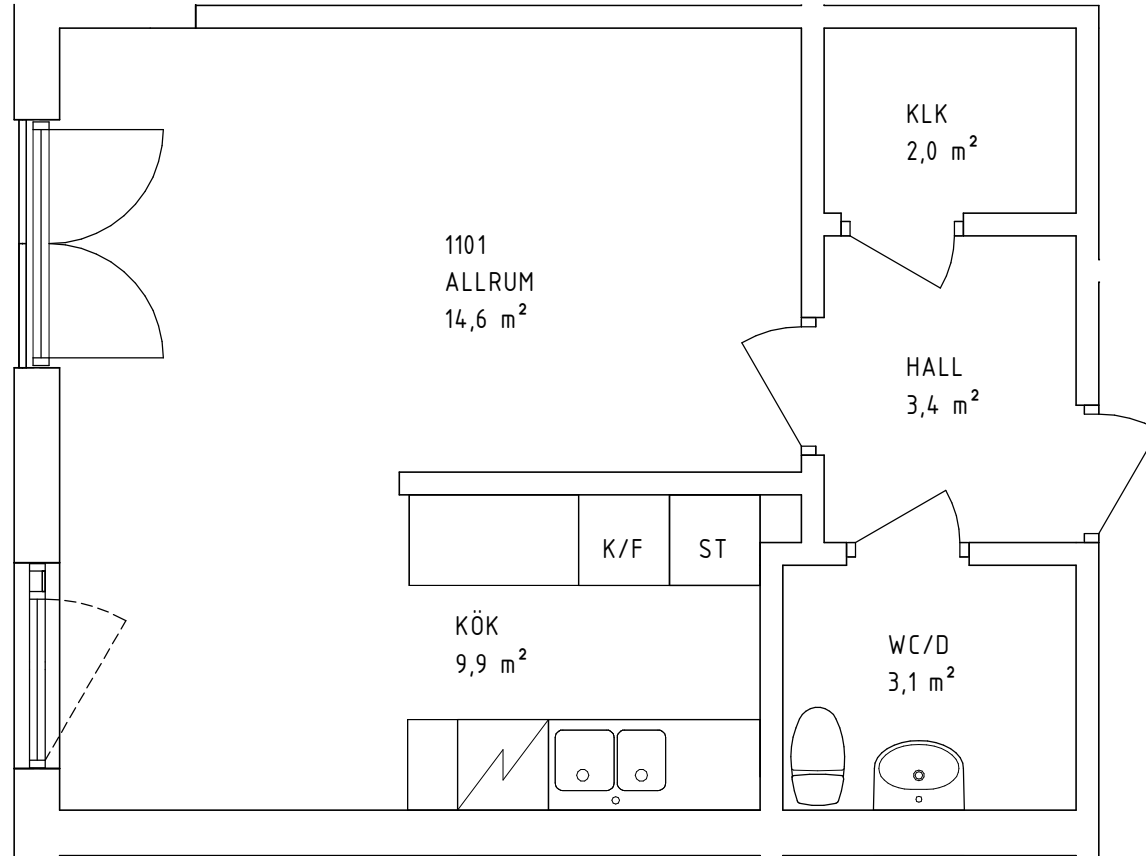 KLK
2,0 m²
1101
ALLRUM
14,6 m²
HALL
3,4 m²
K/F
ST
KÖK
9,9 m²
WC/D
3,1 m²